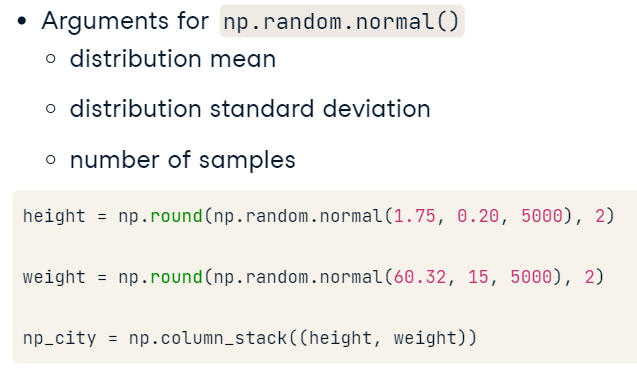 • Arguments for np.random.normal()
◦ distribution mean
◦ distribution standard deviation
◦ number of samples
height = np.round(np.random.normal(1.75, 0.20, 5000), 2)
weight = np.round(np.random.normal(60.32, 15, 5000), 2)
np_city = np.column_stack((height, weight))